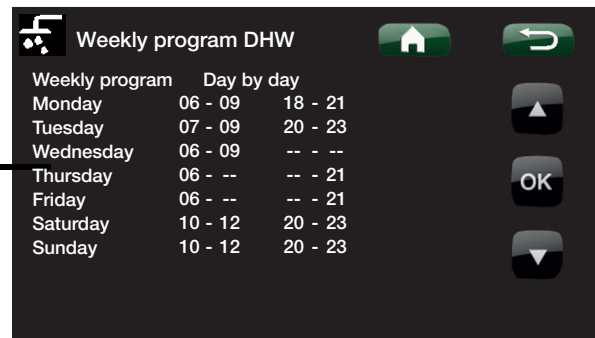 Weekly program DHW
Weekly program Day by day
Monday 06 - 09 18 - 21
Tuesday 07 - 09 20 - 23
Wednesday 06 - 09 -- - --
Thursday 06 - -- -- - 21
Friday 06 - -- -- - 21
Saturday 10 - 12 20 - 23
Sunday 10 - 12 20 - 23
OK